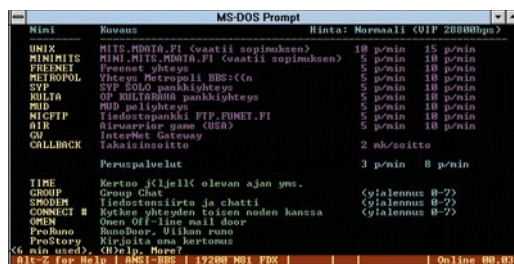 MS-DOS Prompt
Nimi Kuvaus Hinta: Normaali (VIP 28800bps)
UNIX MITS.MDATA.FI (vaatii sopimuksen) 10 p/min 15 p/min
MINIMITS MINI.MITS.MDATA.FI (vaatii sopimuksen) 5 p/min 10 p/min
FREENET Freenet yhteys 5 p/min 10 p/min
METROPOL Yhteys Metropoli BBS:{{n 5 p/min 10 p/min
SYP SYP SOLO pankkiyhteys 5 p/min 10 p/min
KULTA OP KULTARAHA pankkiyhteys 5 p/min 10 p/min
MUD MUD peliyhteys 5 p/min 10 p/min
NICFTP Tiedostopankki FTP.FUNET.FI 5 p/min 10 p/min
AIR Airwarrior game (USA) 5 p/min 10 p/min
GW InterNet Gateway
CALLBACK Takaisinsoitto 2 mk/soitto
Peruspalvelut 3 p/min 8 p/min
TIME Kertoo j{ljell{ olevan ajan yms.
GROUP Group Chat (y|alennus 0-7)
SMODEM Tiedostonsiirto ja chatti (y|alennus 0-7)
CONNECT # Kytkee yhteyden toisen noden kanssa (y|alennus 0-7)
OMEN Omen Off-line mail door
ProRuno RunoDoor, Viikon runo
ProStory Kirjoita oma kertomus
(6 min used), (H)elp, More?
Alt-Z for Help | ANSI-BBS | 19200 N81 FDX | Online 00.03